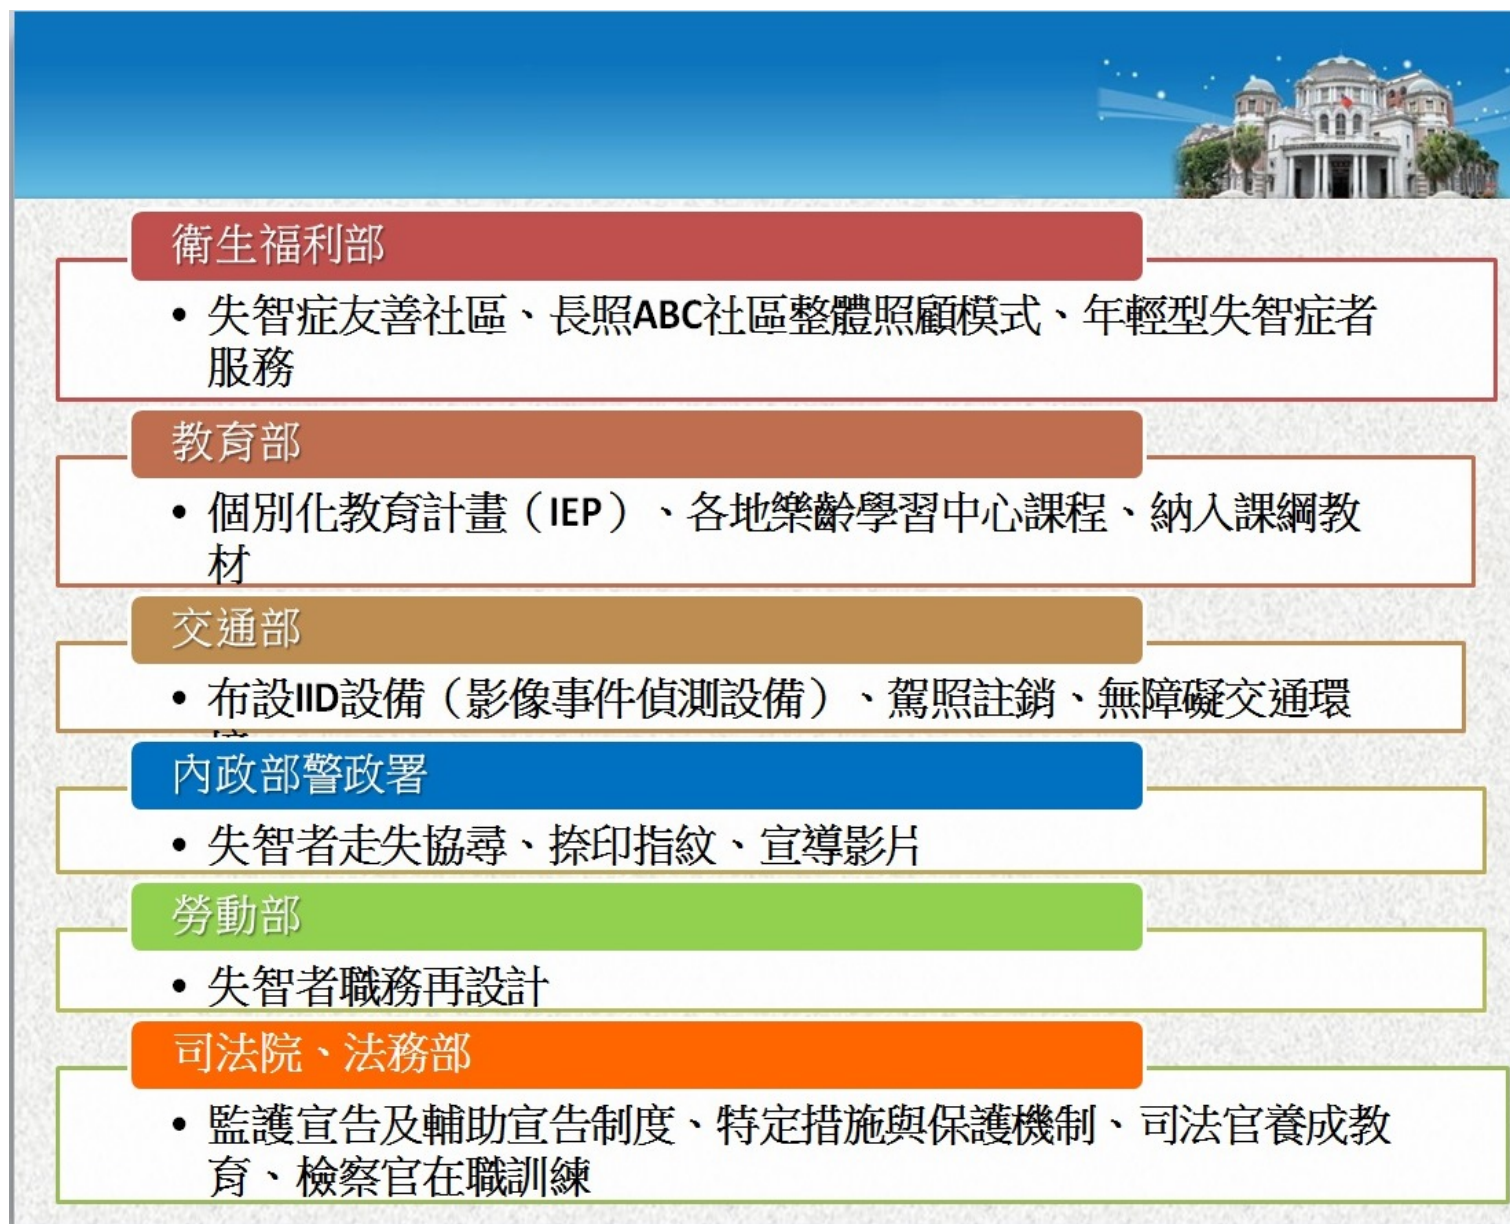 衛生福利部
• 失智症友善社區、長照ABC社區整體照顧模式、年輕型失智症者
服務
教育部
• 個別化教育計畫（IEP）、各地樂齡學習中心課程、納入課綱教
材
交通部
• 布設IID設備（影像事件偵測設備）、駕照註銷、無障礙交通環
內政部警政署
• 失智者走失協尋、捺印指紋、宣導影片
勞動部
• 失智者職務再設計
司法院、法務部
• 監護宣告及輔助宣告制度、特定措施與保護機制、司法官養成教
育、檢察官在職訓練